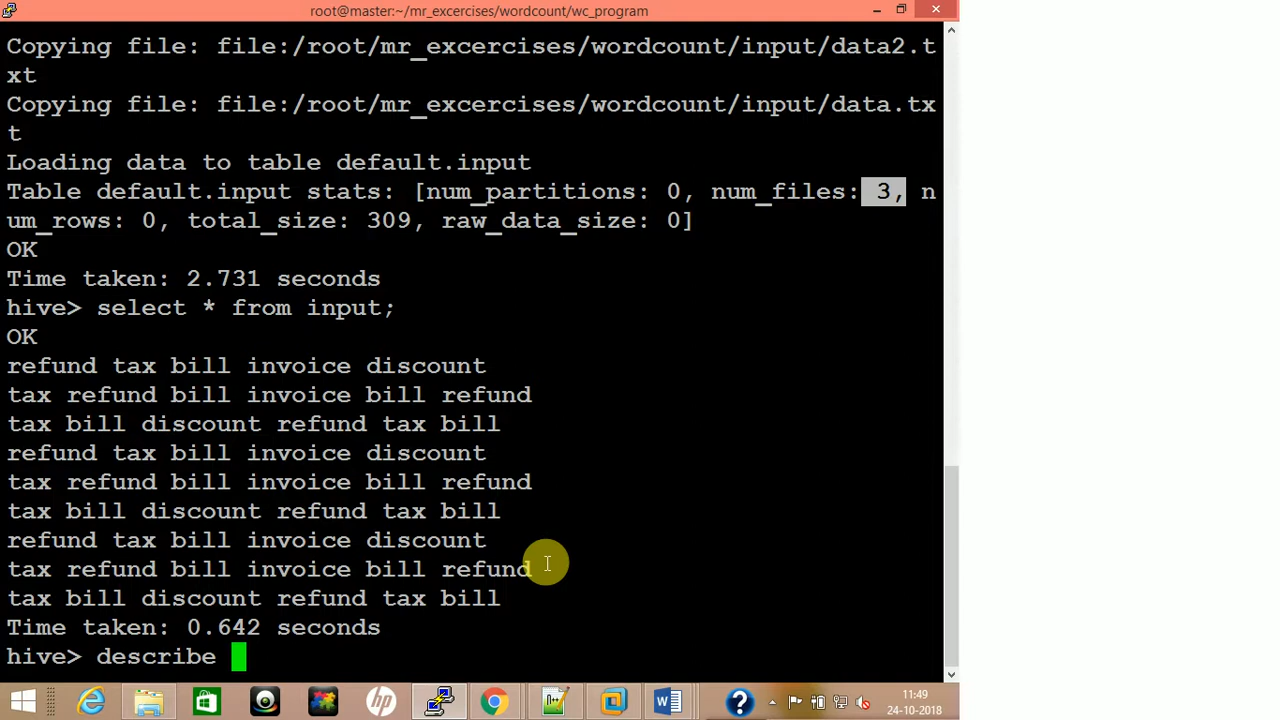 root@master:~/mr_excercises/wordcount/wc_program
Copying file: file:/root/mr_excercises/wordcount/input/data2.t
xt
Copying file: file:/root/mr_excercises/wordcount/input/data.tx
t
Loading data to table default.input
Table default.input stats: [num_partitions: 0, num_files: 3, n
um_rows: 0, total_size: 309, raw_data_size: 0]
OK
Time taken: 2.731 seconds
hive> select * from input;
OK
refund tax bill invoice discount
tax refund bill invoice bill refund
tax bill discount refund tax bill
refund tax bill invoice discount
tax refund bill invoice bill refund
tax bill discount refund tax bill
refund tax bill invoice discount
tax refund bill invoice bill refund
tax bill discount refund tax bill
Time taken: 0.642 seconds
hive> describe
hp
11:49
24-10-2018